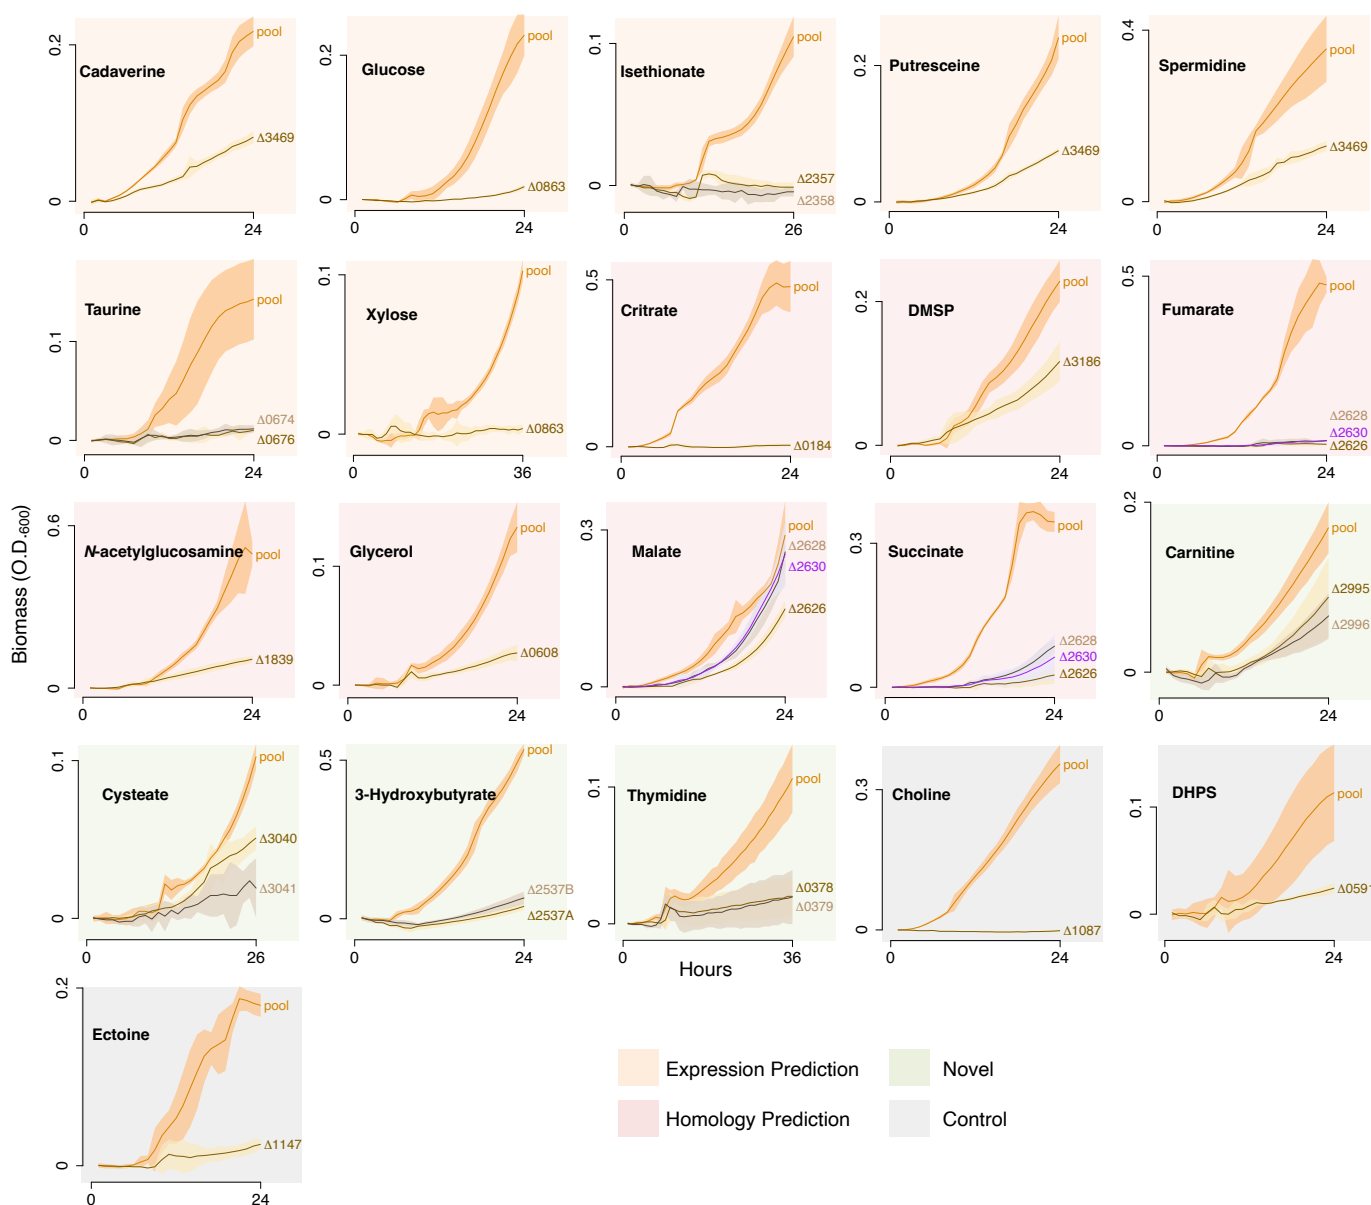 Cadaverine
0.2
0
0
24
pool
Δ3469
Glucose
0.2
0
0
24
pool
Δ0863
Isethionate
0.1
0
0
26
pool
Δ2357
Δ2358
Putresceine
0.2
0
0
24
pool
Δ3469
Spermidine
0.4
0
0
24
pool
Δ3469
Taurine
0.1
0
0
24
pool
Δ0674
Δ0676
Xylose
0.1
0
0
36
pool
Δ0863
Critrate
0.5
0
0
24
pool
Δ0184
DMSP
0.2
0
0
24
pool
Δ3186
Fumarate
0.5
0
0
24
pool
Δ2628
Δ2630
Δ2626
Biomass (O.D.600)
N-acetylglucosamine
0.6
0
0
24
pool
Δ1839
Glycerol
0.1
0
0
24
pool
Δ0608
Malate
0.3
0
0
24
pool
Δ2628
Δ2630
Δ2626
Succinate
0.3
0
0
24
pool
Δ2628
Δ2630
Δ2626
Carnitine
0.2
0
0
24
pool
Δ2995
Δ2996
Cysteate
0.1
0
0
26
pool
Δ3040
Δ3041
3-Hydroxybutyrate
0.5
0
0
24
pool
Δ2537B
Δ2537A
Thymidine
0.1
0
0
36
pool
Δ0378
Δ0379
Choline
0.3
0
0
24
pool
Δ1087
DHPS
0.1
0
0
24
pool
Δ0591
Hours
Ectoine
0.2
0
0
24
pool
Δ1147
Expression Prediction
Novel
Homology Prediction
Control